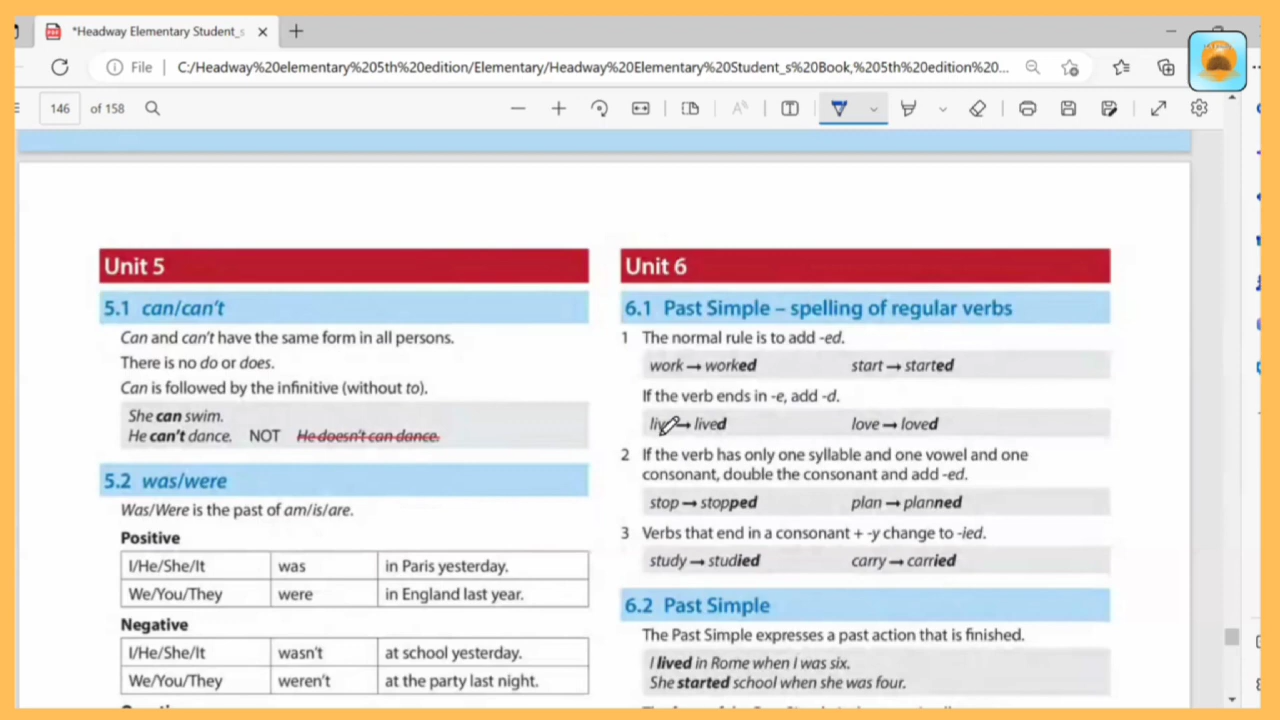 *Headway Elementary Student_s
File
C:/Headway%20elementary%205th%20edition/Elementary/Headway%20Elementary%20Student_s%20Book,%205th%20edition%20...
146 of 158
Unit 5
5.1 can/can't
Can and can't have the same form in all persons.
There is no do or does.
Can is followed by the infinitive (without to).
She can swim.
He can't dance. NOT He doesn't can dance.
5.2 was/were
Was/Were is the past of am/is/are.
Positive
I/He/She/It was in Paris yesterday.
We/You/They were in England last year.
Negative
I/He/She/It wasn't at school yesterday.
We/You/They weren't at the party last night.
Unit 6
6.1 Past Simple – spelling of regular verbs
1 The normal rule is to add -ed.
work → worked start → started
If the verb ends in -e, add -d.
→ lived love → loved
2 If the verb has only one syllable and one vowel and one
consonant, double the consonant and add -ed.
stop → stopped plan → planned
3 Verbs that end in a consonant + -y change to -ied.
study → studied carry → carried
6.2 Past Simple
The Past Simple expresses a past action that is finished.
I lived in Rome when I was six.
She started school when she was four.